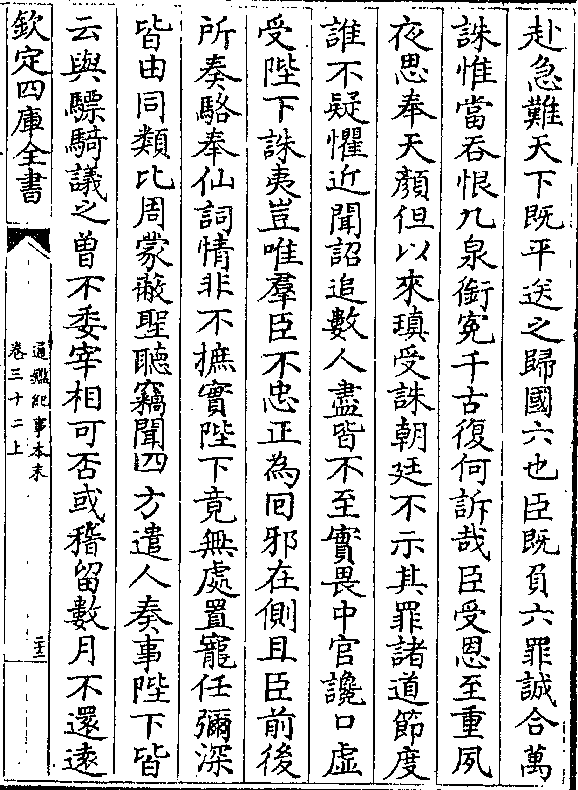 赴急難天下既平送之歸國六也臣既負六罪誠合萬
誅惟當吞恨九泉銜寃千古復何訴哉臣受恩至重夙
夜思奉天顔但以來瑱受誅朝廷不示其罪諸道節度
誰不疑懼近聞詔追數人盡皆不至實畏中官讒口虛
受陛下誅夷豈唯羣臣不忠正為回邪在側且臣前後
所奏駱奉仙詞情非不摭實陛下竟無處置寵任彌深
皆由同類比周蒙蔽聖聽竊聞四方遣人奏事陛下皆
云與驃騎議之曾不委宰相可否或稽留數月不還逺
欽定四庫全書
通鑑紀事本末
卷三十二上
二十二